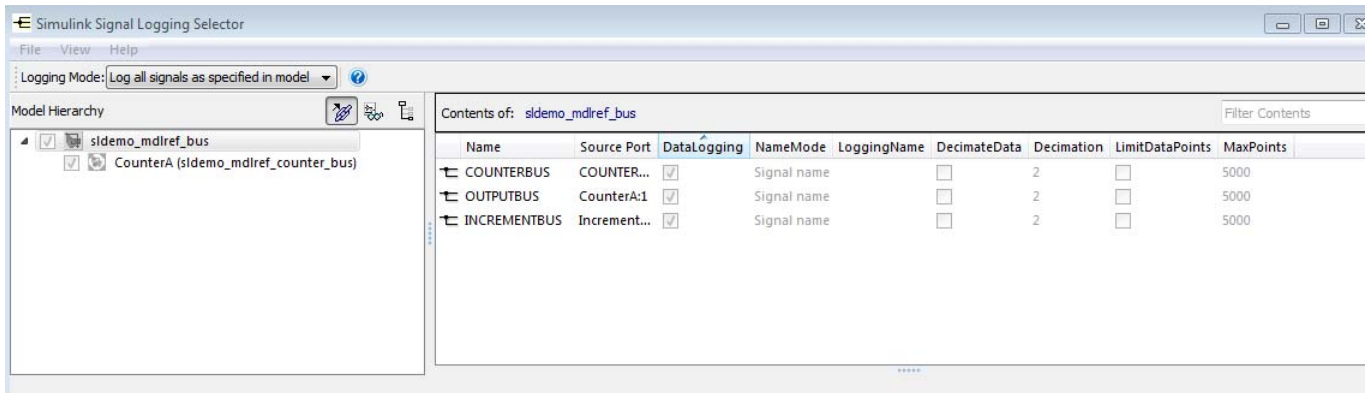 Simulink Signal Logging Selector
File View Help
Logging Mode: Log all signals as specified in model
Model Hierarchy
Contents of: sldemo_mdlref_bus
Filter Contents
sldemo_mdlref_bus
CounterA (sldemo_mdlref_counter_bus)
Name Source Port DataLogging NameMode LoggingName DecimateData Decimation LimitDataPoints MaxPoints
COUNTERBUS COUNTER... Signal name 2 5000
OUTPUTBUS CounterA:1 Signal name 2 5000
INCREMENTBUS Increment... Signal name 2 5000